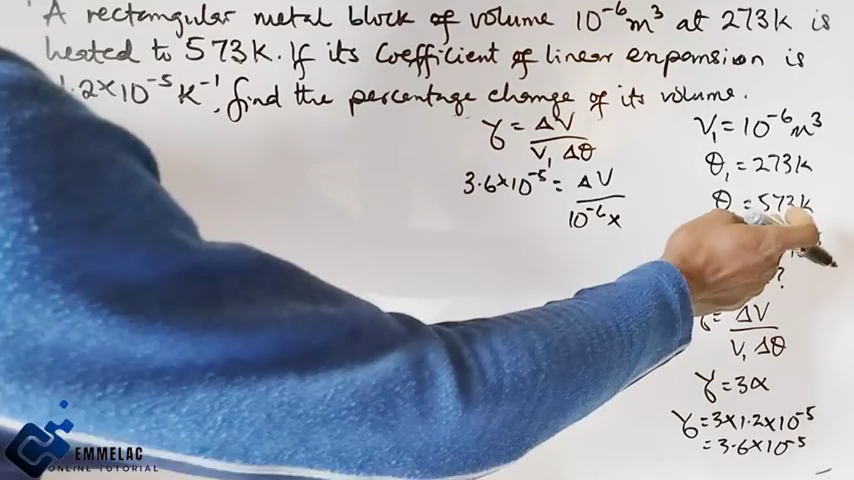 A rectangular metal block of volume 10⁻⁶m³ at 273k is
heated to 573k. If its coefficient of linear expansion is
1.2×10⁻⁵k⁻¹, find the percentage change of its volume.
γ = ΔV / V₁ Δθ
3.6×10⁻⁵ = ΔV / 10⁻⁶ x
V₁ = 10⁻⁶m³
θ₁ = 273k
θ = 573k
?
γ = ΔV / V₁ Δθ
γ = 3α
γ = 3×1.2×10⁻⁵
= 3.6×10⁻⁵
EMMELAC
ONLINE TUTORIAL